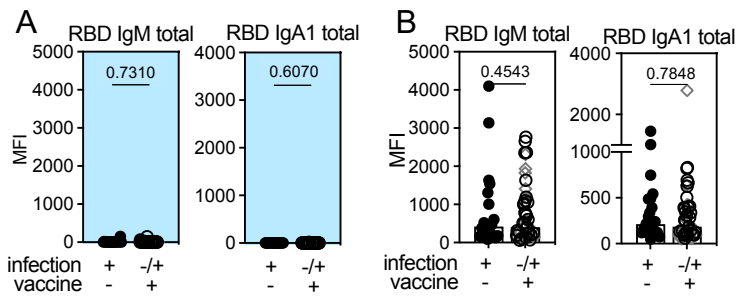 A
RBD IgM total
RBD IgA1 total
B
RBD IgM total
RBD IgA1 total
MFI
5000
4000
3000
2000
1000
0
0.7310
4000
3000
2000
1000
0
0.6070
MFI
5000
4000
3000
2000
1000
0
0.4543
4000
2000
1000
500
0
0.7848
infection + -/+ + -/+ + -/+ + -/+
vaccine - + - + - + - +